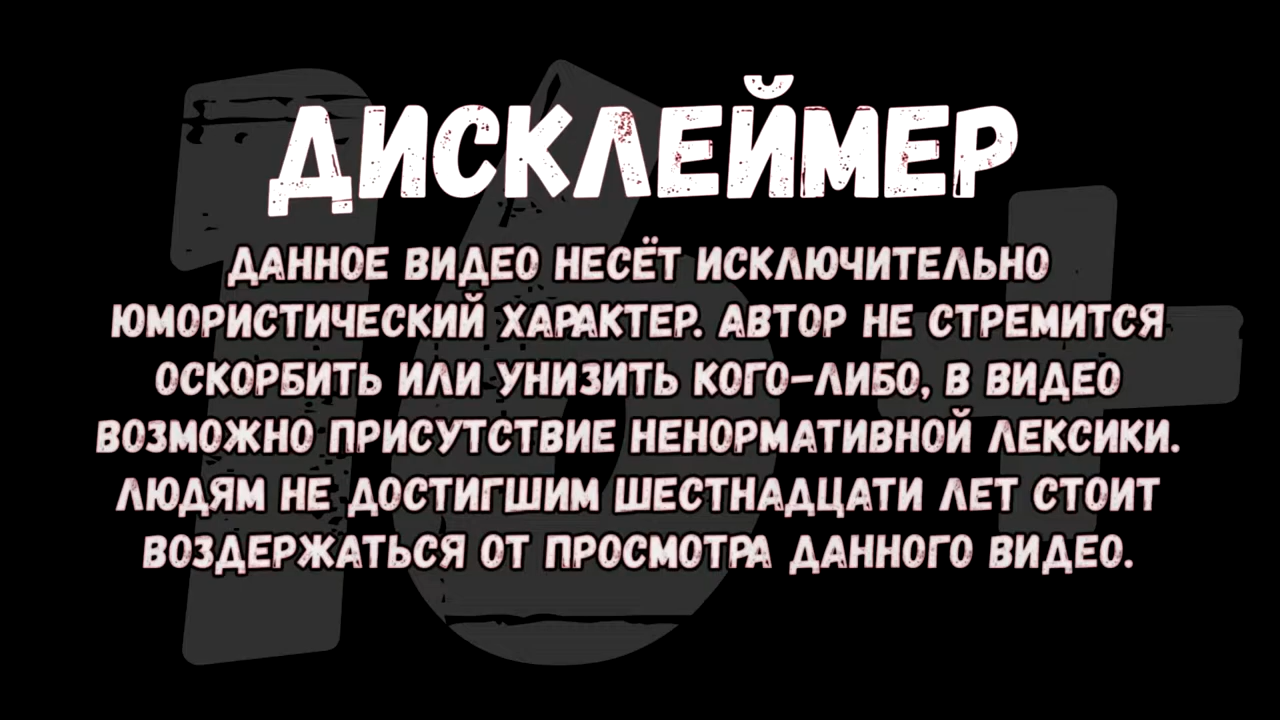 16+
ДИСКЛЕЙМЕР
ДАННОЕ ВИДЕО НЕСЁТ ИСКЛЮЧИТЕЛЬНО
ЮМОРИСТИЧЕСКИЙ ХАРАКТЕР. АВТОР НЕ СТРЕМИТСЯ
ОСКОРБИТЬ ИЛИ УНИЗИТЬ КОГО-ЛИБО, В ВИДЕО
ВОЗМОЖНО ПРИСУТСТВИЕ НЕНОРМАТИВНОЙ ЛЕКСИКИ.
ЛЮДЯМ НЕ ДОСТИГШИМ ШЕСТНАДЦАТИ ЛЕТ СТОИТ
ВОЗДЕРЖАТЬСЯ ОТ ПРОСМОТРА ДАННОГО ВИДЕО.